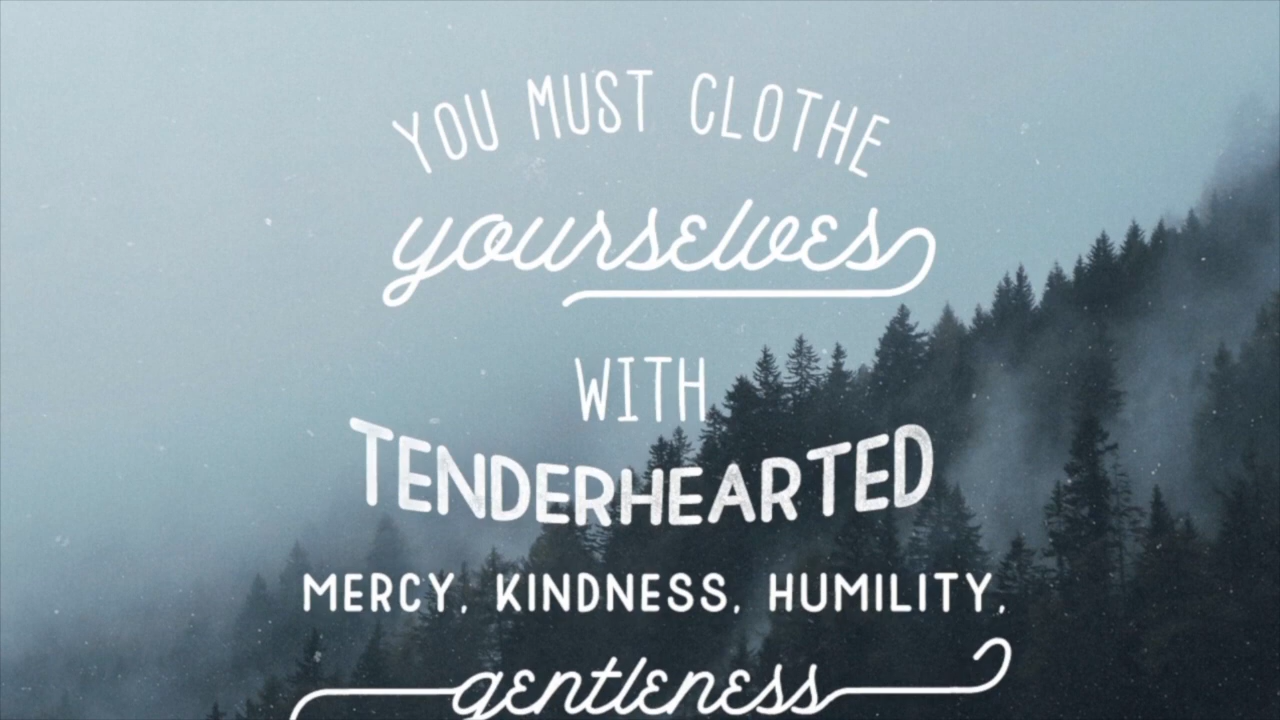 YOU MUST CLOTHE
yourselves
WITH
TENDERHEARTED
MERCY, KINDNESS, HUMILITY,
gentleness